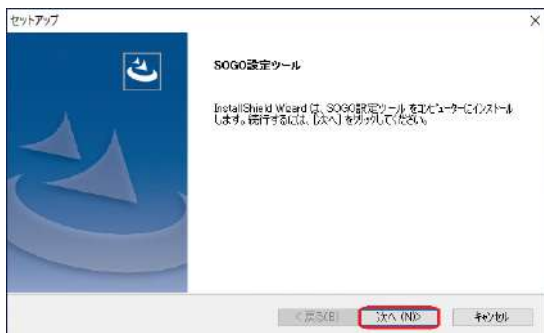 セットアップ
SOGO設定ツール
InstallShield Wizard は、SOGO設定ツール をコンピューターにインストール
します。続行するには、[次へ] をクリックしてください。
< 戻る(B)
次へ (N)>
キャンセル